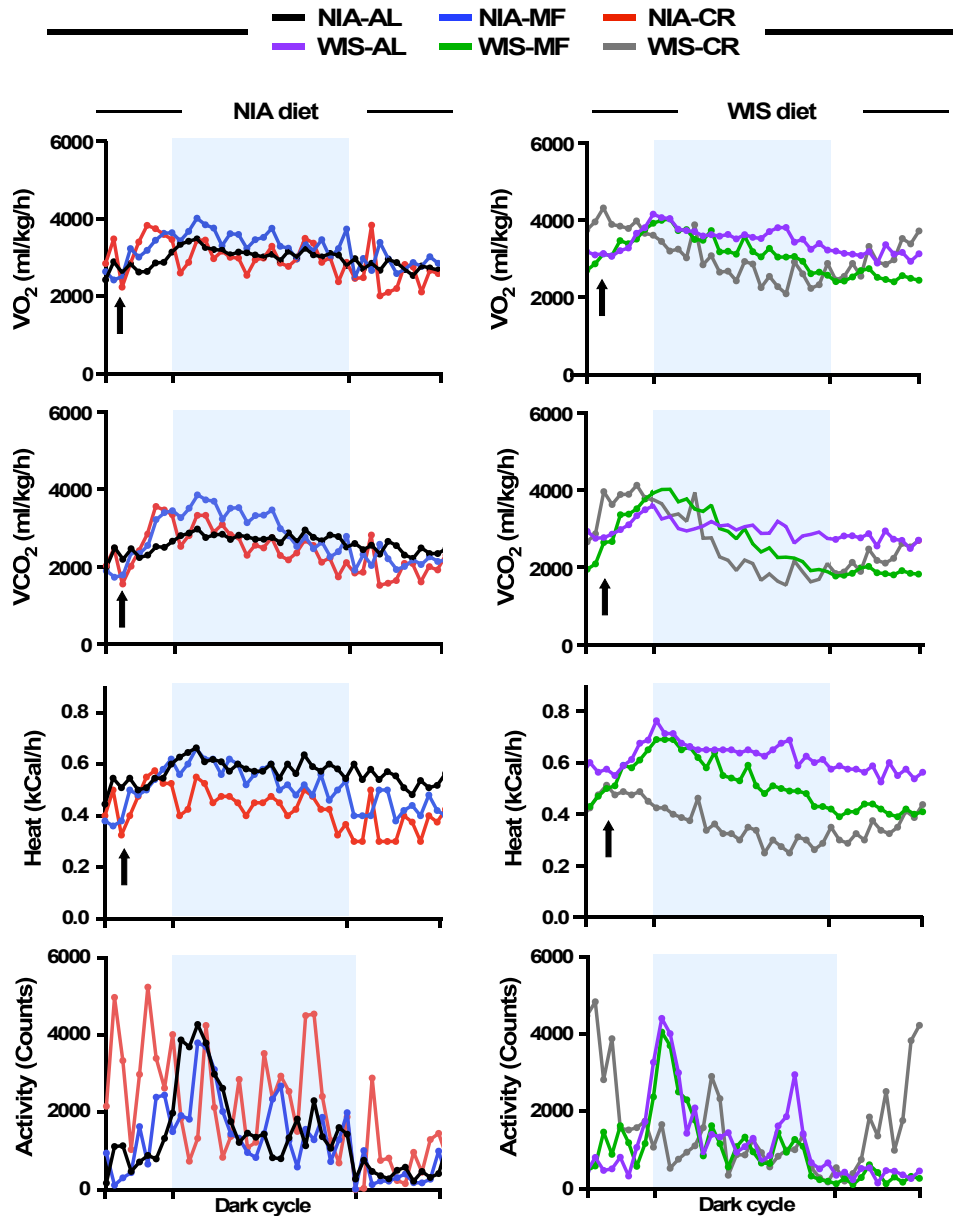 NIA-AL NIA-MF NIA-CR
WIS-AL WIS-MF WIS-CR
NIA diet WIS diet
6000 6000
4000 4000
2000 2000
0 0
VO2 (ml/kg/h) VO2 (ml/kg/h)
6000 6000
4000 4000
2000 2000
0 0
VCO2 (ml/kg/h) VCO2 (ml/kg/h)
0.8 0.8
0.6 0.6
0.4 0.4
0.2 0.2
0.0 0.0
Heat (kCal/h) Heat (kCal/h)
6000 6000
4000 4000
2000 2000
0 0
Activity (Counts) Activity (Counts)
Dark cycle Dark cycle